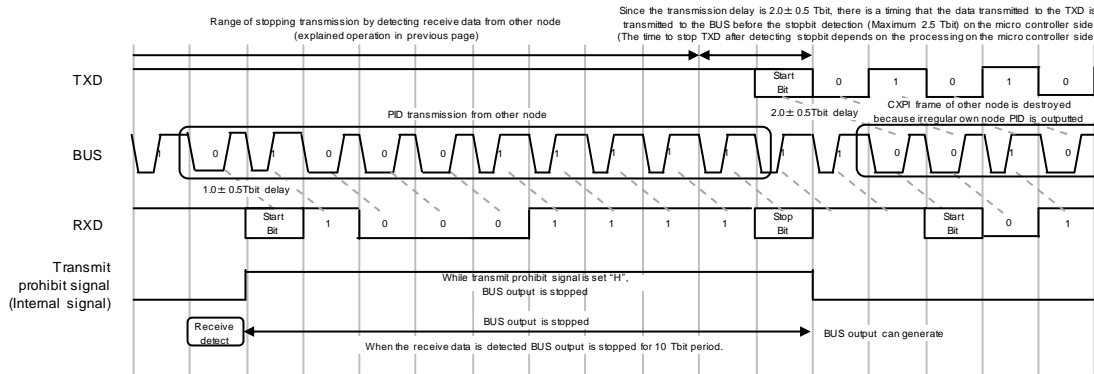 Range of stopping transmission by detecting receive data from other node
(explained operation in previous page)
Since the transmission delay is 2.0± 0.5 Tbit, there is a timing that the data transmitted to the TXD is
transmitted to the BUS before the stopbit detection (Maximum 2.5 Tbit) on the micro controller side
(The time to stop TXD after detecting stopbit depends on the processing on the micro controller side
TXD
Start
Bit
0 1 0 1 0
PID transmission from other node
2.0± 0.5Tbit delay
CXPI frame of other node is destroyed
because irregular own node PID is outputted
BUS
1 0 1 0 0 0 1 1 1 1 1 1 1 0 0 1 0
1.0± 0.5Tbit delay
RXD
Start
Bit
1 0 0 0 1 1 1 1
Stop
Bit
Start
Bit
0 1
Transmit
prohibit signal
(Internal signal)
While transmit prohibit signal is set "H",
BUS output is stopped
Receive
detect
BUS output is stopped
BUS output can generate
When the receive data is detected BUS output is stopped for 10 Tbit period.